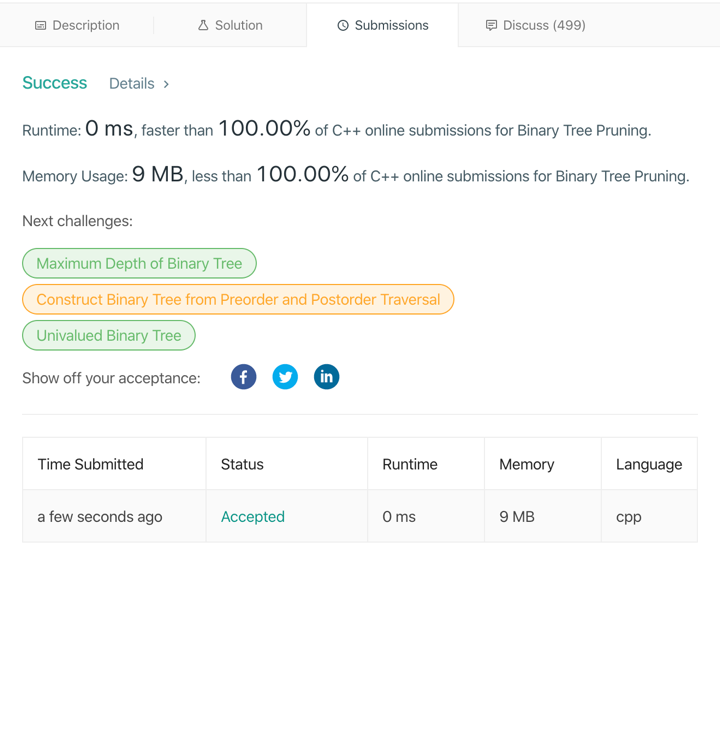 Description Solution Submissions Discuss (499)
Success Details >
Runtime: 0 ms, faster than 100.00% of C++ online submissions for Binary Tree Pruning.
Memory Usage: 9 MB, less than 100.00% of C++ online submissions for Binary Tree Pruning.
Next challenges:
Maximum Depth of Binary Tree
Construct Binary Tree from Preorder and Postorder Traversal
Univalued Binary Tree
Show off your acceptance: f in
Time Submitted Status Runtime Memory Language
a few seconds ago Accepted 0 ms 9 MB cpp